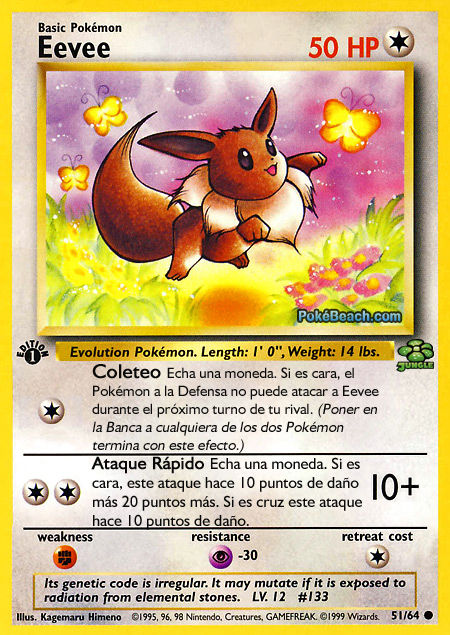 Basic Pokémon
Eevee
50 HP
PokéBeach.com
EDITION
1
Evolution Pokémon. Length: 1' 0", Weight: 14 lbs.
JUNGLE
Coleteo Echa una moneda. Si es cara, el
Pokémon a la Defensa no puede atacar a Eevee
durante el próximo turno de tu rival. (Poner en
la Banca a cualquiera de los dos Pokémon
termina con este efecto.)
Ataque Rápido Echa una moneda. Si es
cara, este ataque hace 10 puntos de daño
más 20 puntos más. Si es cruz este ataque
hace 10 puntos de daño.
10+
weakness
resistance
retreat cost
-30
Its genetic code is irregular. It may mutate if it is exposed to
radiation from elemental stones. LV. 12 #133
Illus. Kagemaru Himeno ©1995, 96, 98 Nintendo, Creatures, GAMEFREAK. ©1999 Wizards. 51/64